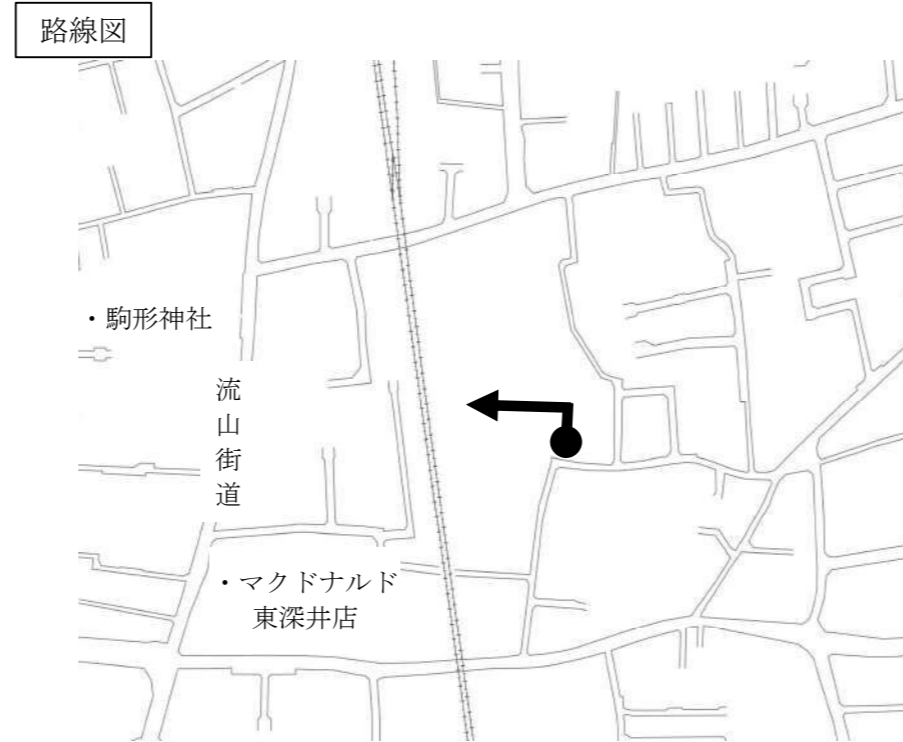 路線図
・駒形神社
流山街道
・マクドナルド
東深井店